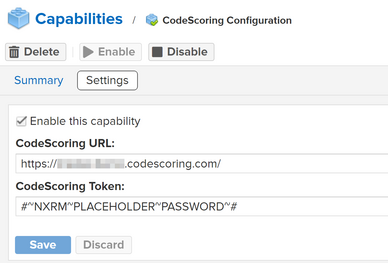 Capabilities / CodeScoring Configuration
Delete Enable Disable
Summary Settings
Enable this capability
CodeScoring URL:
https:// .codescoring.com/
CodeScoring Token:
#~NXRM~PLACEHOLDER~PASSWORD~#
Save Discard